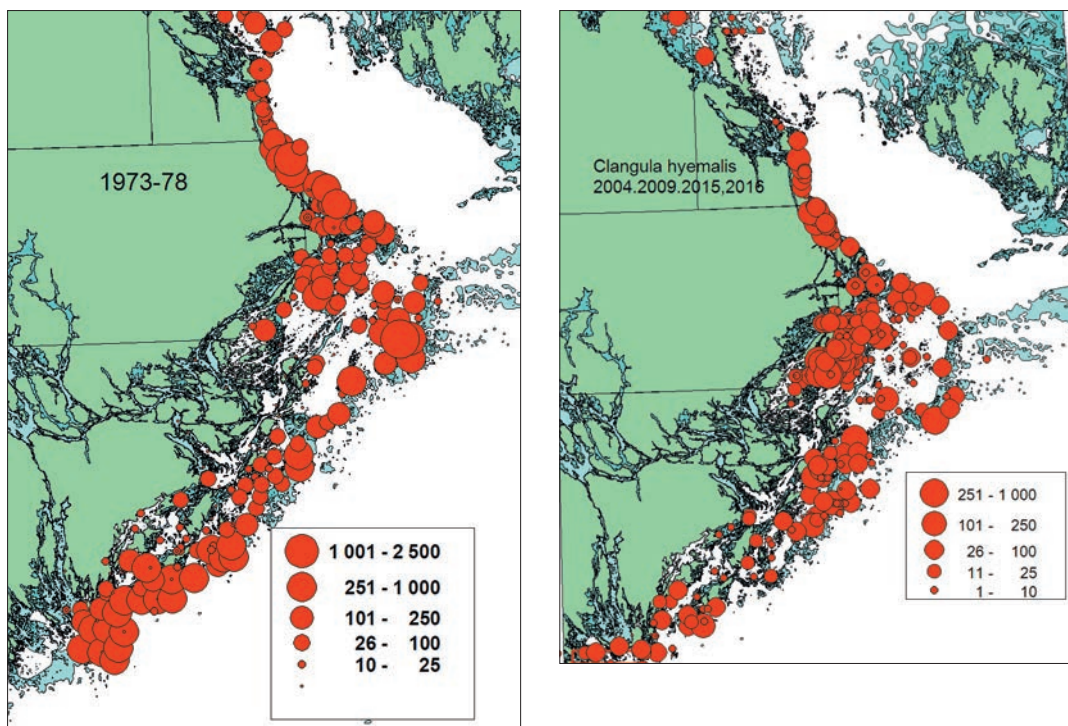 1973-78
1 001 - 2 500
251 - 1 000
101 - 250
26 - 100
10 - 25
Clangula hyemalis
2004.2009.2015,2016
251 - 1 000
101 - 250
26 - 100
11 - 25
1 - 10